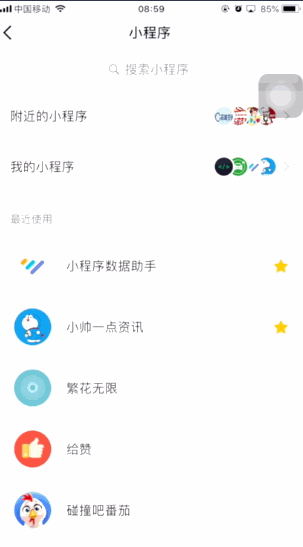 中国移动 08:59 85%
小程序
搜索小程序
附近的小程序
我的小程序
最近使用
小程序数据助手
小帅一点资讯
繁花无限
给赞
碰撞吧番茄